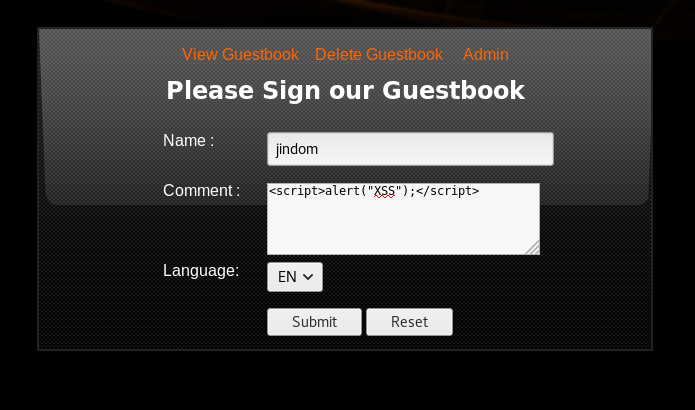 View Guestbook Delete Guestbook Admin
Please Sign our Guestbook
Name : jindom
Comment : <script>alert("XSS");</script>
Language: EN
Submit Reset